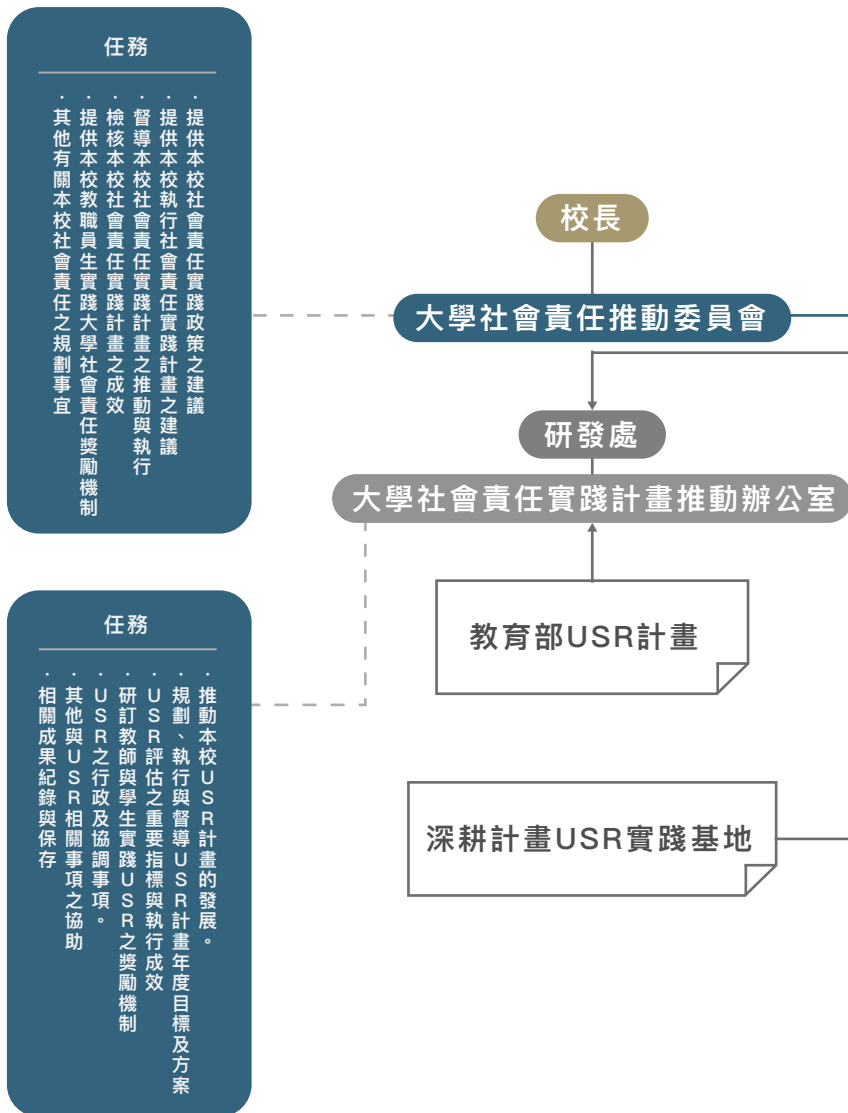 任務
・提供本校社會責任實踐政策之建議
・提供本校執行社會責任實踐計畫之建議
・督導本校社會責任實踐計畫之推動與執行
・檢核本校社會責任實踐計畫之成效
・提供本校教職員生實踐大學社會責任獎勵機制
・其他有關本校社會責任之規劃事宜
校長
大學社會責任推動委員會
研發處
大學社會責任實踐計畫推動辦公室
教育部USR計畫
任務
・推動本校USR計畫的發展。
・規劃、執行與督導USR計畫年度目標及方案
・USR評估之重要指標與執行成效
・研訂教師與學生實踐USR之獎勵機制
・USR之行政及協調事項。
・其他與USR相關事項之協助
・相關成果紀錄與保存
深耕計畫USR實踐基地